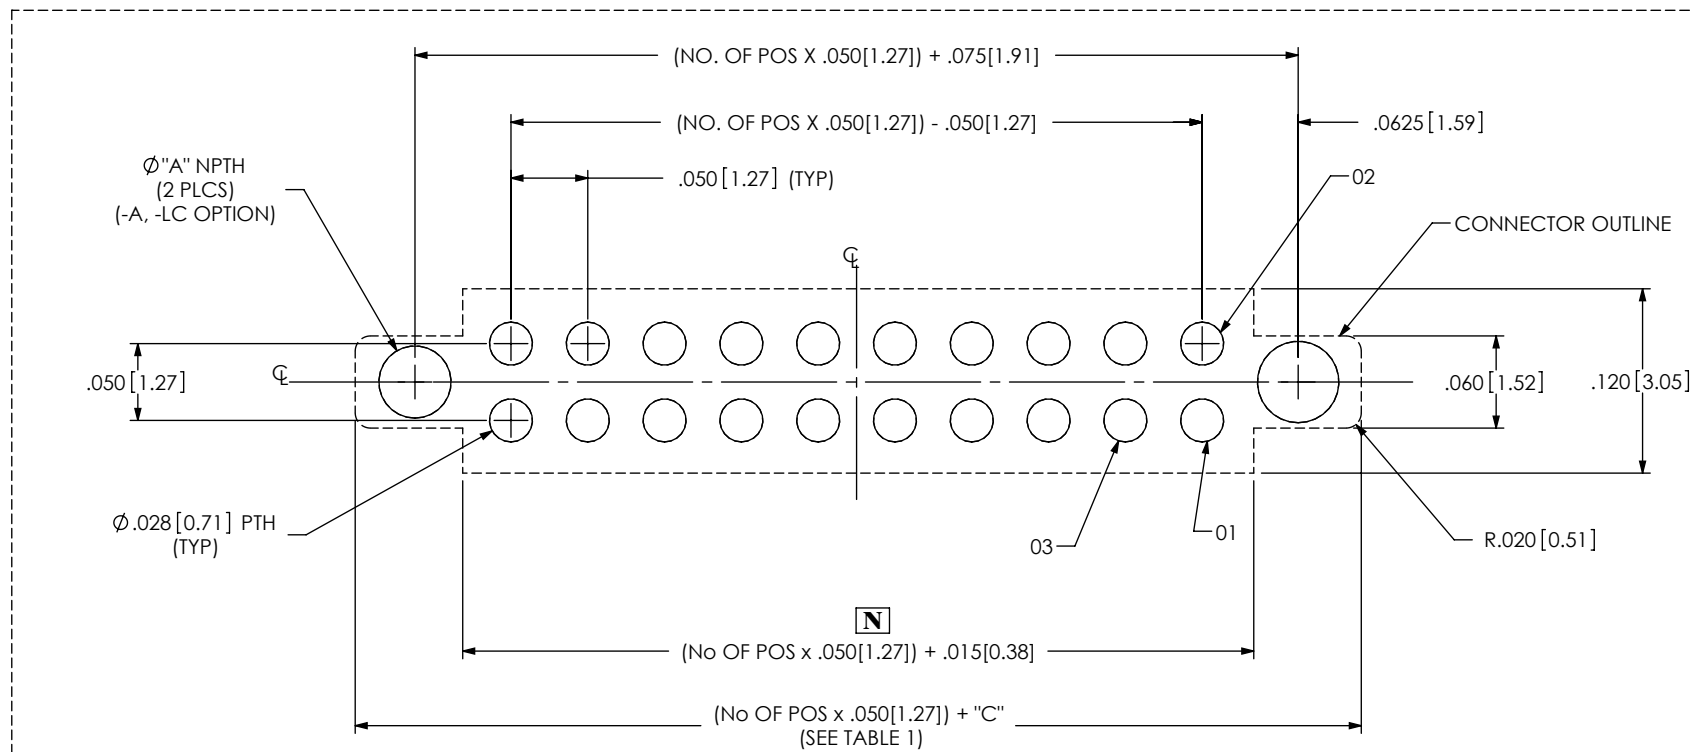 (NO. OF POS X .050[1.27]) + .075[1.91]
(NO. OF POS X .050[1.27]) - .050[1.27]
.0625[1.59]
Ø"A" NPTH
(2 PLCS)
(-A, -LC OPTION)
.050[1.27] (TYP)
02
CONNECTOR OUTLINE
℄
℄
.050[1.27]
.060[1.52]
.120[3.05]
Ø.028[0.71] PTH
(TYP)
03
01
R.020[0.51]
N
(No OF POS x .050[1.27]) + .015[0.38]
(No OF POS x .050[1.27]) + "C"
(SEE TABLE 1)